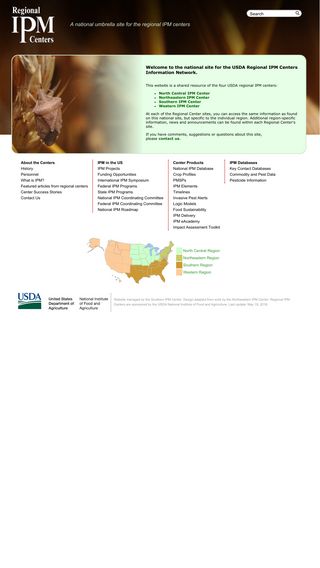 Regional
IPM
Centers
A national umbrella site for the regional IPM centers
Search
Welcome to the national site for the USDA Regional IPM Centers
Information Network.
This website is a shared resource of the four USDA regional IPM centers:
North Central IPM Center
Northeastern IPM Center
Southern IPM Center
Western IPM Center
At each of the Regional Center sites, you can access the same information as found
on this national site, but specific to the individual region. Additional region-specific
information, news and announcements can be found within each Regional Center's
site.
If you have comments, suggestions or questions about this site,
please contact us.
About the Centers
History
Personnel
What is IPM?
Featured articles from regional centers
Center Success Stories
Contact Us
IPM in the US
IPM Projects
Funding Opportunities
International IPM Symposium
Federal IPM Programs
State IPM Programs
National IPM Coordinating Committee
Federal IPM Coordinating Committee
National IPM Roadmap
Center Products
National IPM Database
Crop Profiles
PMSPs
IPM Elements
Timelines
Invasive Pest Alerts
Logic Models
Food Sustainability
IPM Delivery
IPM eAcademy
Impact Assessment Toolkit
IPM Databases
Key Contact Databases
Commodity and Pest Data
Pesticide Information
North Central Region
Northeastern Region
Southern Region
Western Region
USDA
United States
Department of
Agriculture
National Institute
of Food and
Agriculture
Website managed by the Southern IPM Center. Design adapted from work by the Northeastern IPM Center. Regional IPM
Centers are sponsored by the USDA National Institute of Food and Agriculture. Last update: May 19, 2016